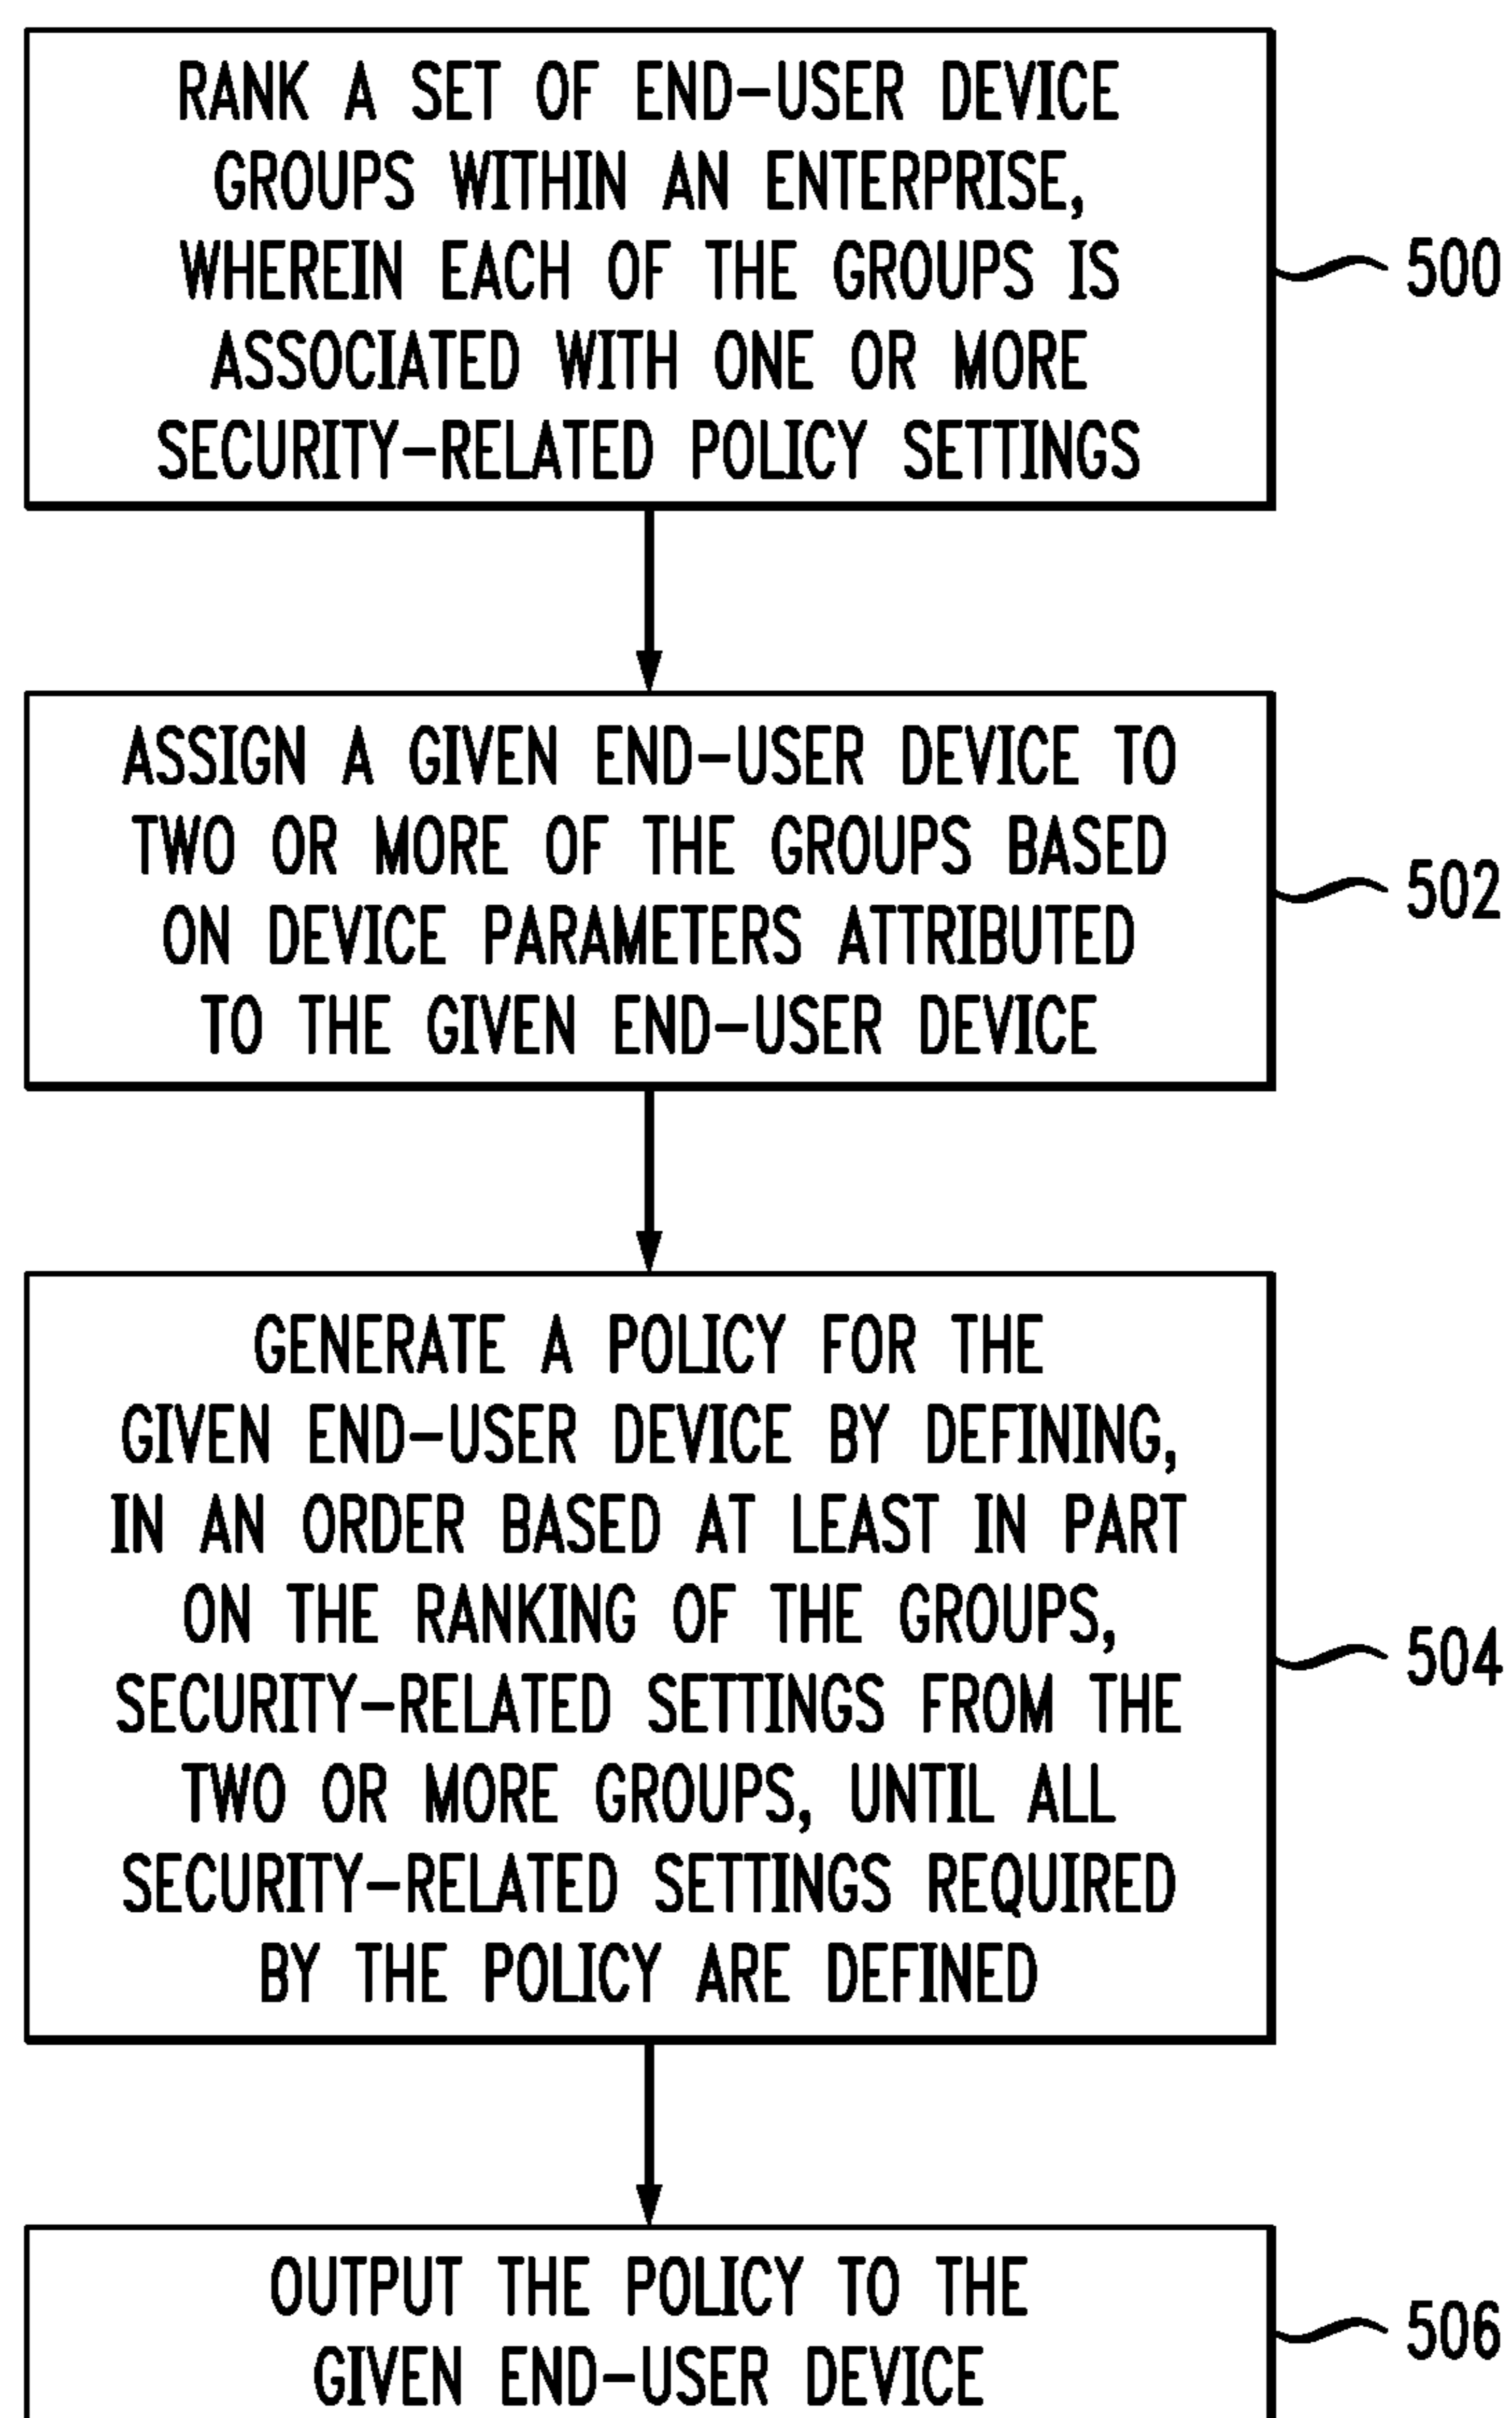 RANK A SET OF END-USER DEVICE
GROUPS WITHIN AN ENTERPRISE,
WHEREIN EACH OF THE GROUPS IS
ASSOCIATED WITH ONE OR MORE
SECURITY-RELATED POLICY SETTINGS
500
ASSIGN A GIVEN END-USER DEVICE TO
TWO OR MORE OF THE GROUPS BASED
ON DEVICE PARAMETERS ATTRIBUTED
TO THE GIVEN END-USER DEVICE
502
GENERATE A POLICY FOR THE
GIVEN END-USER DEVICE BY DEFINING,
IN AN ORDER BASED AT LEAST IN PART
ON THE RANKING OF THE GROUPS,
SECURITY-RELATED SETTINGS FROM THE
TWO OR MORE GROUPS, UNTIL ALL
SECURITY-RELATED SETTINGS REQUIRED
BY THE POLICY ARE DEFINED
504
OUTPUT THE POLICY TO THE
GIVEN END-USER DEVICE
506